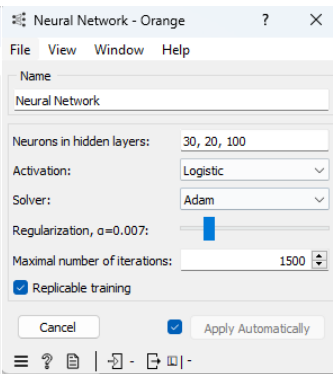 Neural Network - Orange ? ×
File View Window Help
Name
Neural Network
Neurons in hidden layers: 30, 20, 100
Activation: Logistic
Solver: Adam
Regularization, α=0.007:
Maximal number of iterations: 1500
Replicable training
Cancel Apply Automatically